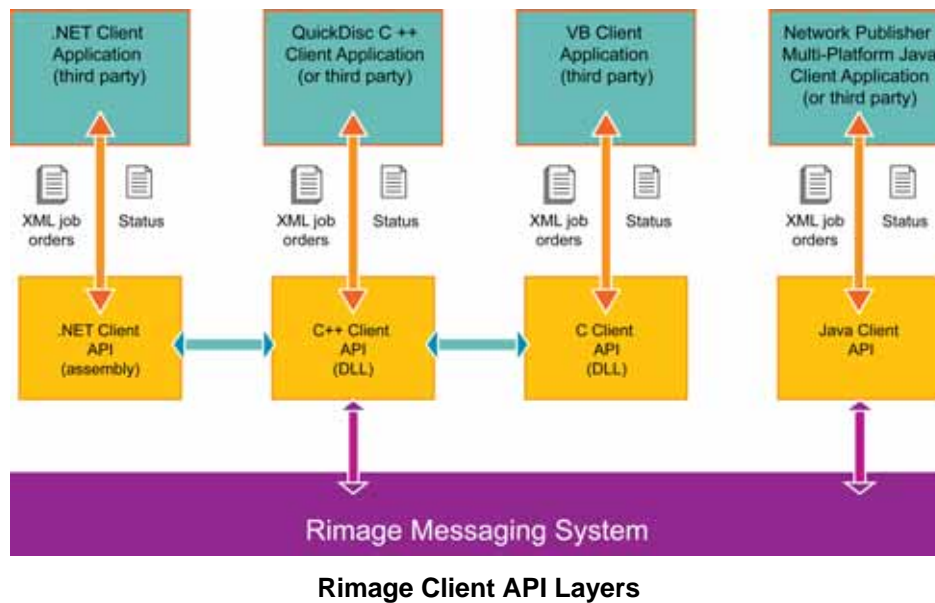 .NET Client
Application
(third party)
QuickDisc C ++
Client Application
(or third party)
VB Client
Application
(third party)
Network Publisher
Multi-Platform Java
Client Application
(or third party)
XML job
orders
Status
XML job
orders
Status
XML job
orders
Status
XML job
orders
Status
.NET Client
API
(assembly)
C++ Client
API
(DLL)
C Client
API
(DLL)
Java Client
API
Rimage Messaging System
Rimage Client API Layers